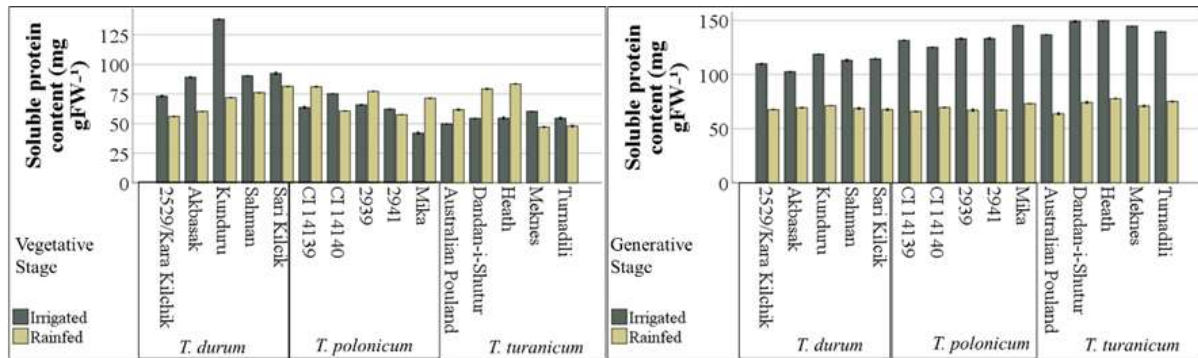 Soluble protein
content (mg
gFW-¹)
125
100
75
50
25
0
2529/Kara Kilchik
Akbasak
Kunduru
Sahman
Sari Kilcik
CI 14139
CI 14140
2939
2941
Mika
Australian Pouland
Dandan-i-Shutur
Heath
Meknes
Turnadili
Vegetative
Stage
Irrigated
Rainfed
T. durum
T. polonicum
T. turanicum
Soluble protein
content (mg
gFW-¹)
150
100
50
0
2529/Kara Kilchik
Akbasak
Kunduru
Sahman
Sari Kilcik
CI 14139
CI 14140
2939
2941
Mika
Australian Pouland
Dandan-i-Shutur
Heath
Meknes
Turnadili
Generative
Stage
Irrigated
Rainfed
T. durum
T. polonicum
T. turanicum